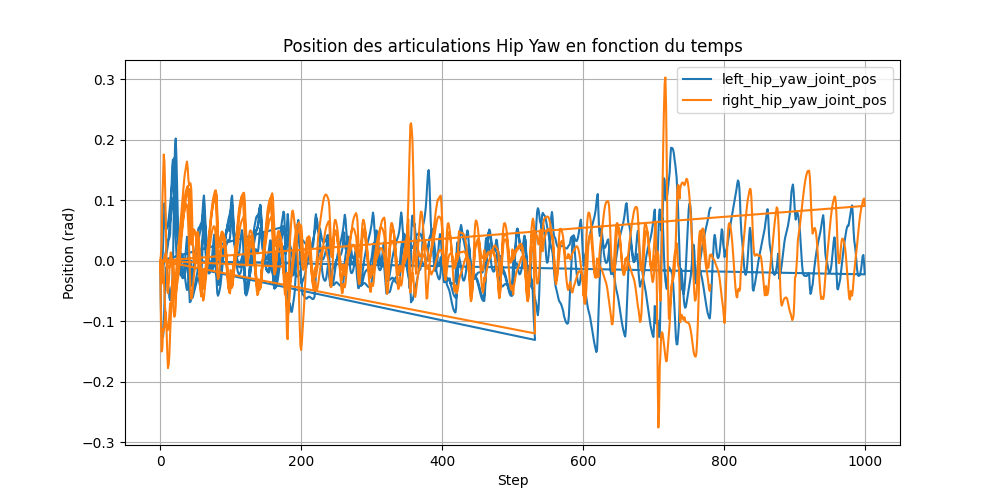 Position des articulations Hip Yaw en fonction du temps
left_hip_yaw_joint_pos
right_hip_yaw_joint_pos
Position (rad)
0.3
0.2
0.1
0.0
−0.1
−0.2
−0.3
0 200 400 600 800 1000
Step